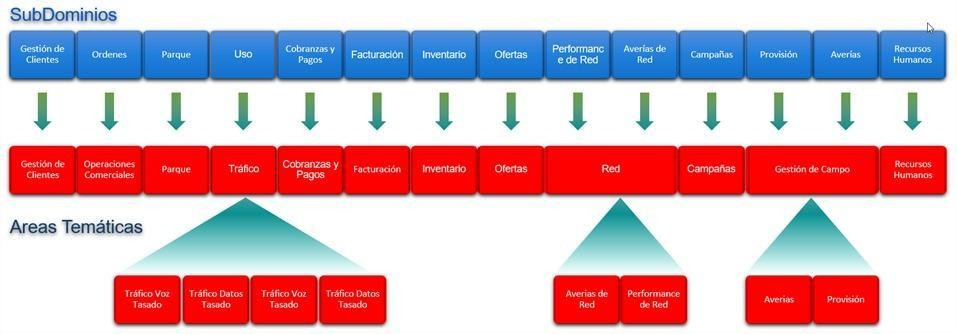 SubDominios
Gestión de
Clientes
Ordenes
Parque
Uso
Cobranzas y
Pagos
Facturación
Inventario
Ofertas
Performanc
e de Red
Averías de
Red
Campañas
Provisión
Averías
Recursos
Humanos
Gestión de
Clientes
Operaciones
Comerciales
Parque
Tráfico
Cobranzas y
Pagos
Facturación
Inventario
Ofertas
Red
Campañas
Gestión de Campo
Recursos
Humanos
Areas Temáticas
Tráfico Voz
Tasado
Tráfico Datos
Tasado
Tráfico Voz
Tasado
Tráfico Datos
Tasado
Averias de
Red
Performance
de Red
Averias
Provisión